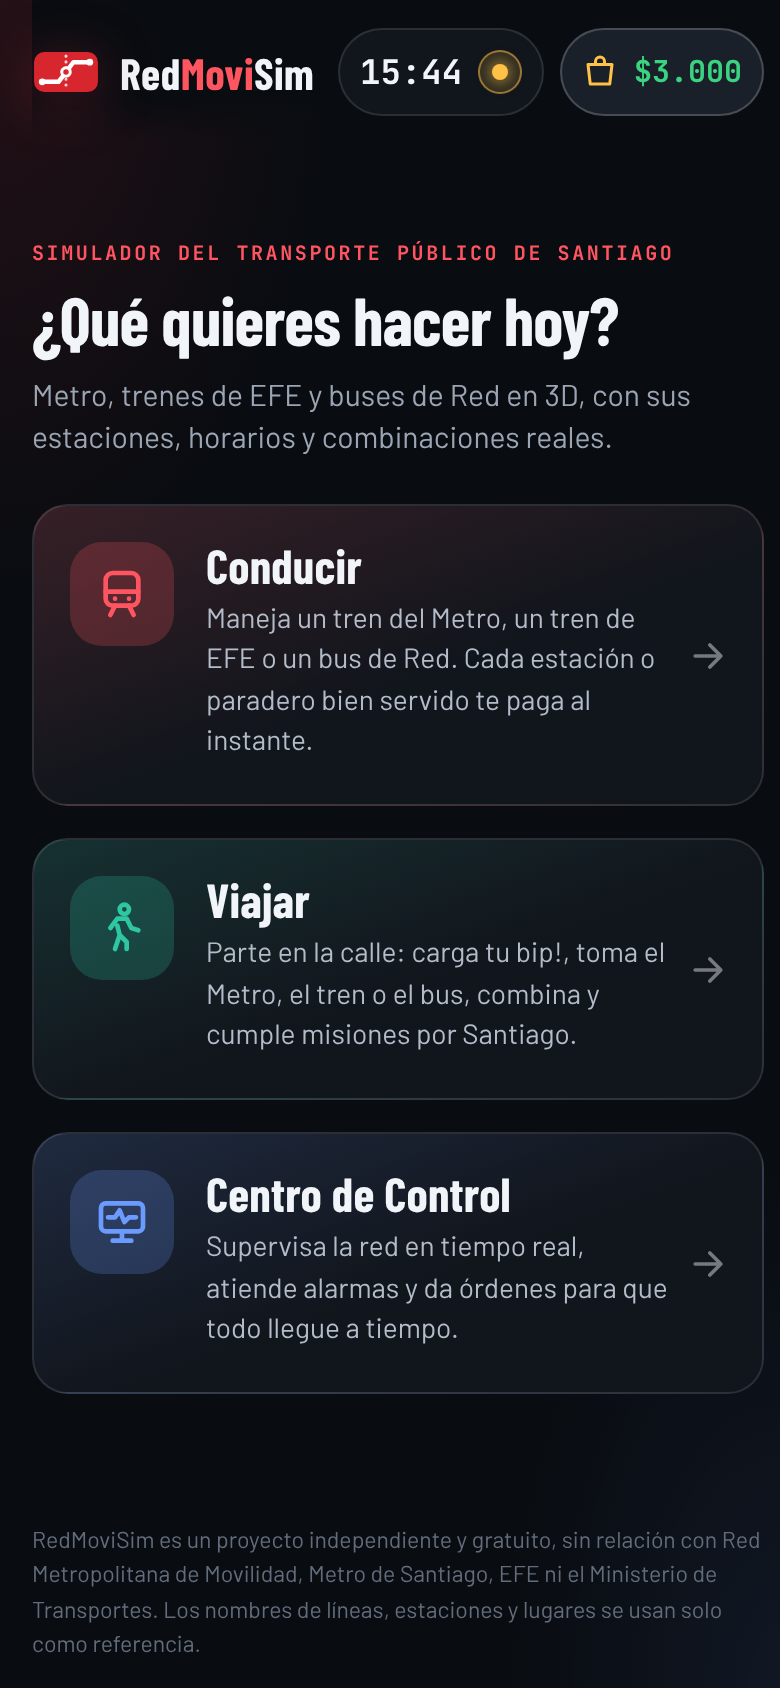 RedMoviSim
15:44
$3.000
SIMULADOR DEL TRANSPORTE PÚBLICO DE SANTIAGO
¿Qué quieres hacer hoy?
Metro, trenes de EFE y buses de Red en 3D, con sus
estaciones, horarios y combinaciones reales.
Conducir
Maneja un tren del Metro, un tren de
EFE o un bus de Red. Cada estación o
paradero bien servido te paga al
instante.
Viajar
Parte en la calle: carga tu bip!, toma el
Metro, el tren o el bus, combina y
cumple misiones por Santiago.
Centro de Control
Supervisa la red en tiempo real,
atiende alarmas y da órdenes para que
todo llegue a tiempo.
RedMoviSim es un proyecto independiente y gratuito, sin relación con Red
Metropolitana de Movilidad, Metro de Santiago, EFE ni el Ministerio de
Transportes. Los nombres de líneas, estaciones y lugares se usan solo
como referencia.